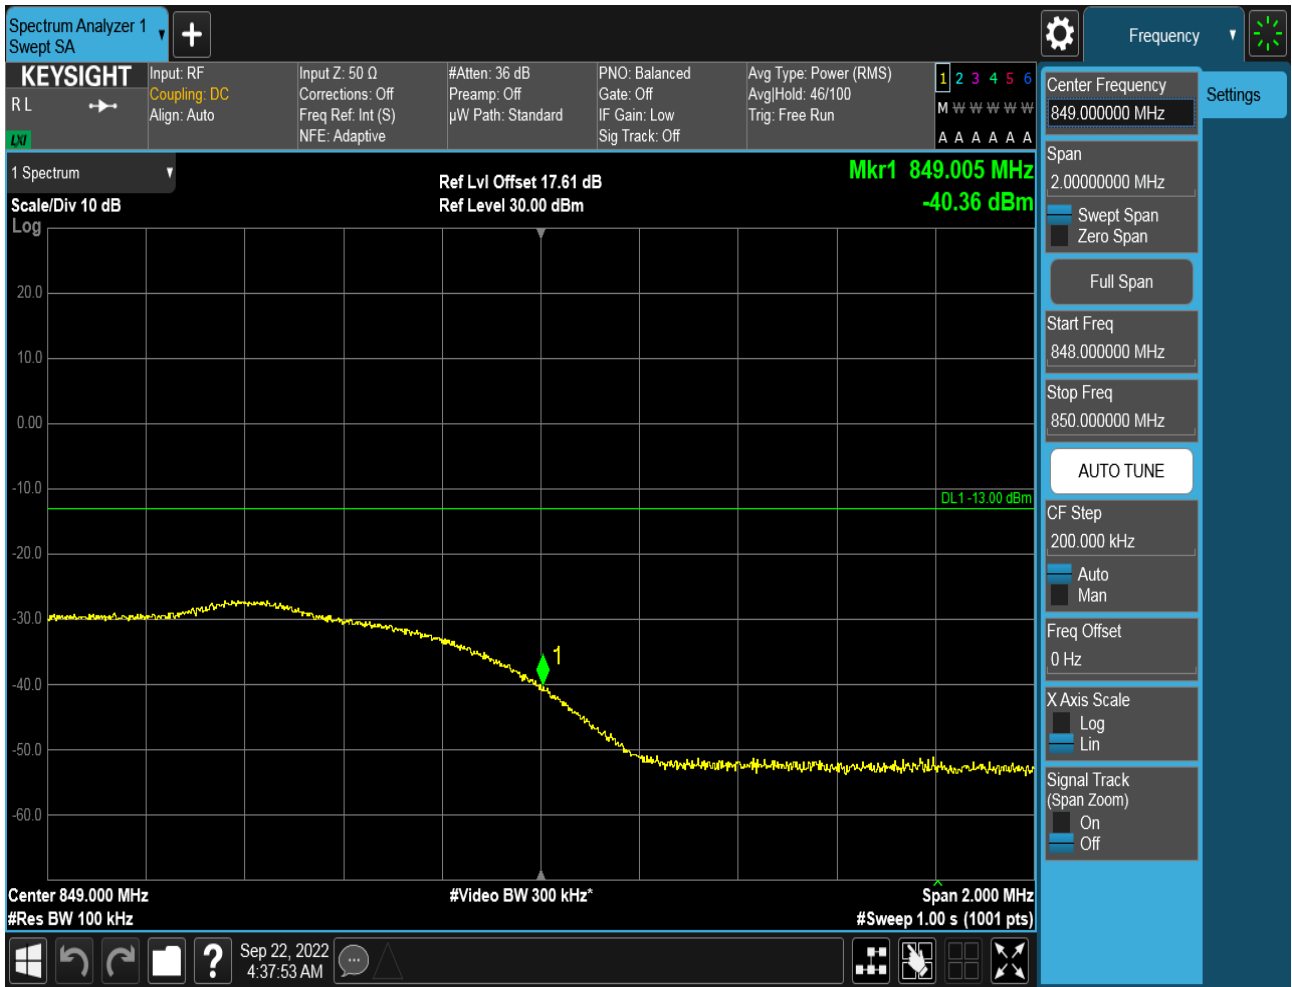 Spectrum Analyzer 1
Swept SA
Frequency
KEYSIGHT
R L
LXI
Input: RF
Coupling: DC
Align: Auto
Input Z: 50 Ω
Corrections: Off
Freq Ref: Int (S)
NFE: Adaptive
#Atten: 36 dB
Preamp: Off
µW Path: Standard
PNO: Balanced
Gate: Off
IF Gain: Low
Sig Track: Off
Avg Type: Power (RMS)
Avg|Hold: 46/100
Trig: Free Run
1 2 3 4 5 6
M W W W W W
A A A A A A
1 Spectrum
Scale/Div 10 dB
Log
Ref Lvl Offset 17.61 dB
Ref Level 30.00 dBm
Mkr1 849.005 MHz
-40.36 dBm
20.0
10.0
0.00
-10.0
DL1 -13.00 dBm
-20.0
-30.0
1
-40.0
-50.0
-60.0
Center 849.000 MHz
#Res BW 100 kHz
#Video BW 300 kHz*
Span 2.000 MHz
#Sweep 1.00 s (1001 pts)
?
Sep 22, 2022
4:37:53 AM
Center Frequency
849.000000 MHz
Settings
Span
2.00000000 MHz
Swept Span
Zero Span
Full Span
Start Freq
848.000000 MHz
Stop Freq
850.000000 MHz
AUTO TUNE
CF Step
200.000 kHz
Auto
Man
Freq Offset
0 Hz
X Axis Scale
Log
Lin
Signal Track
(Span Zoom)
On
Off